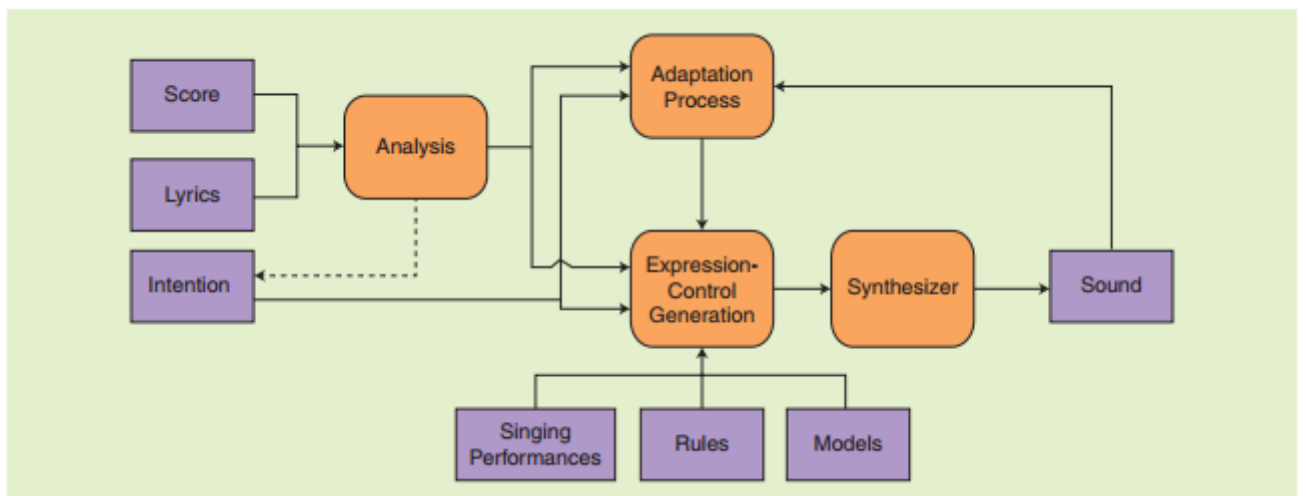 Score
Lyrics
Intention
Analysis
Adaptation
Process
Expression-
Control
Generation
Synthesizer
Sound
Singing
Performances
Rules
Models